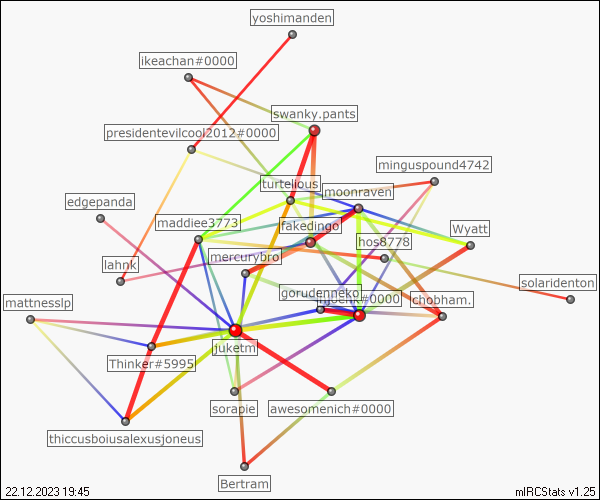 yoshimanden
ikeachan#0000
swanky.pants
presidentevilcool2012#0000
minguspound4742
turtelious
moonraven
edgepanda
maddiee3773
fakedingo
Wyatt
hos8778
mercurybro
lahnk
solaridenton
gorudenneko
#0000
mattnesslp
chobham.
juketm
Thinker#5995
sorapie
awesomenich#0000
thiccusboiusalexusjoneus
Bertram
22.12.2023 19:45
mIRCStats v1.25